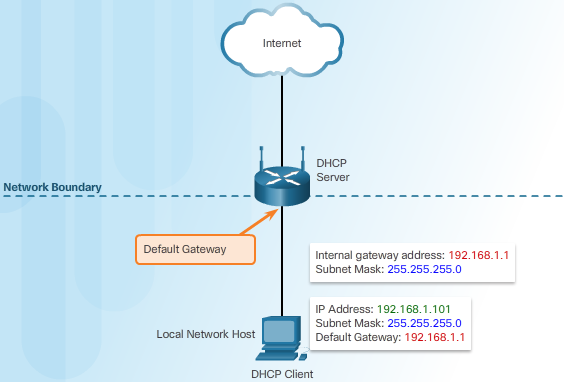 Internet
DHCP
Server
Network Boundary
Default Gateway
Internal gateway address: 192.168.1.1
Subnet Mask: 255.255.255.0
IP Address: 192.168.1.101
Subnet Mask: 255.255.255.0
Default Gateway: 192.168.1.1
Local Network Host
DHCP Client